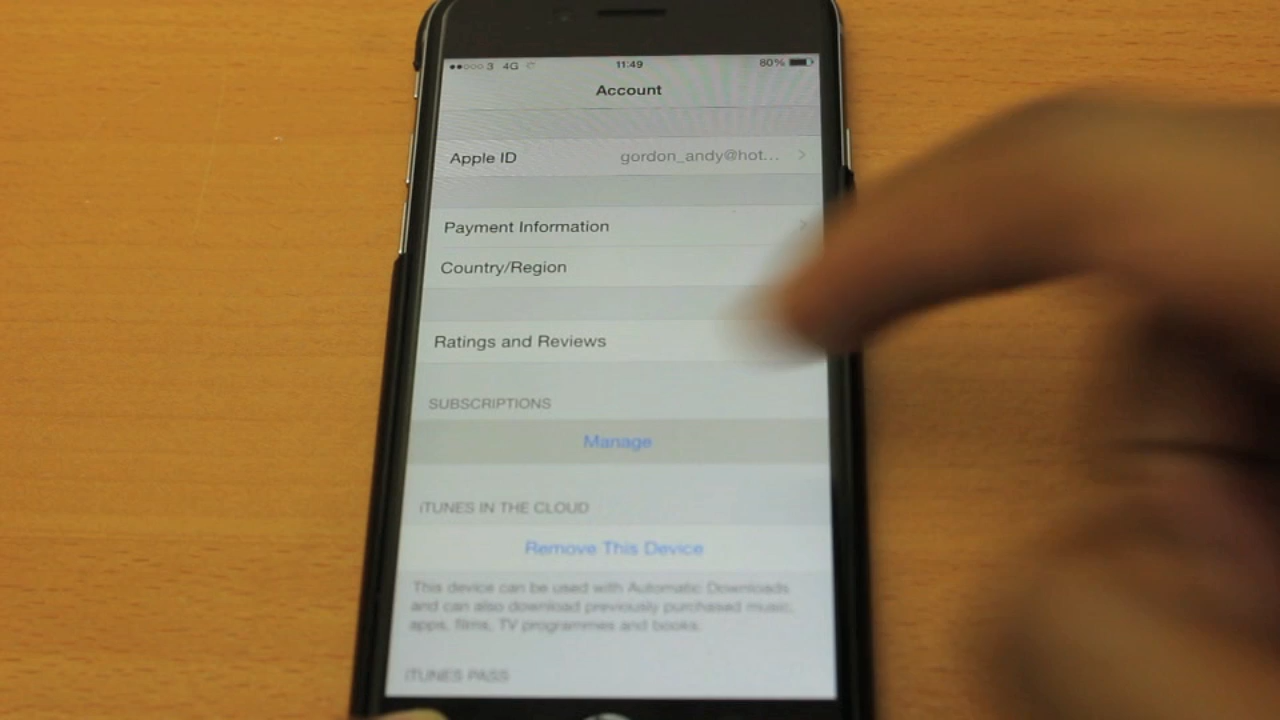 3 4G 11:49 80%
Account
Apple ID gordon_andy@hot...
Payment Information
Country/Region
Ratings and Reviews
SUBSCRIPTIONS
Manage
iTUNES IN THE CLOUD
Remove This Device
This device can be used with Automatic Downloads
and can also download previously purchased music,
apps, films, TV programmes and books.
iTUNES PASS